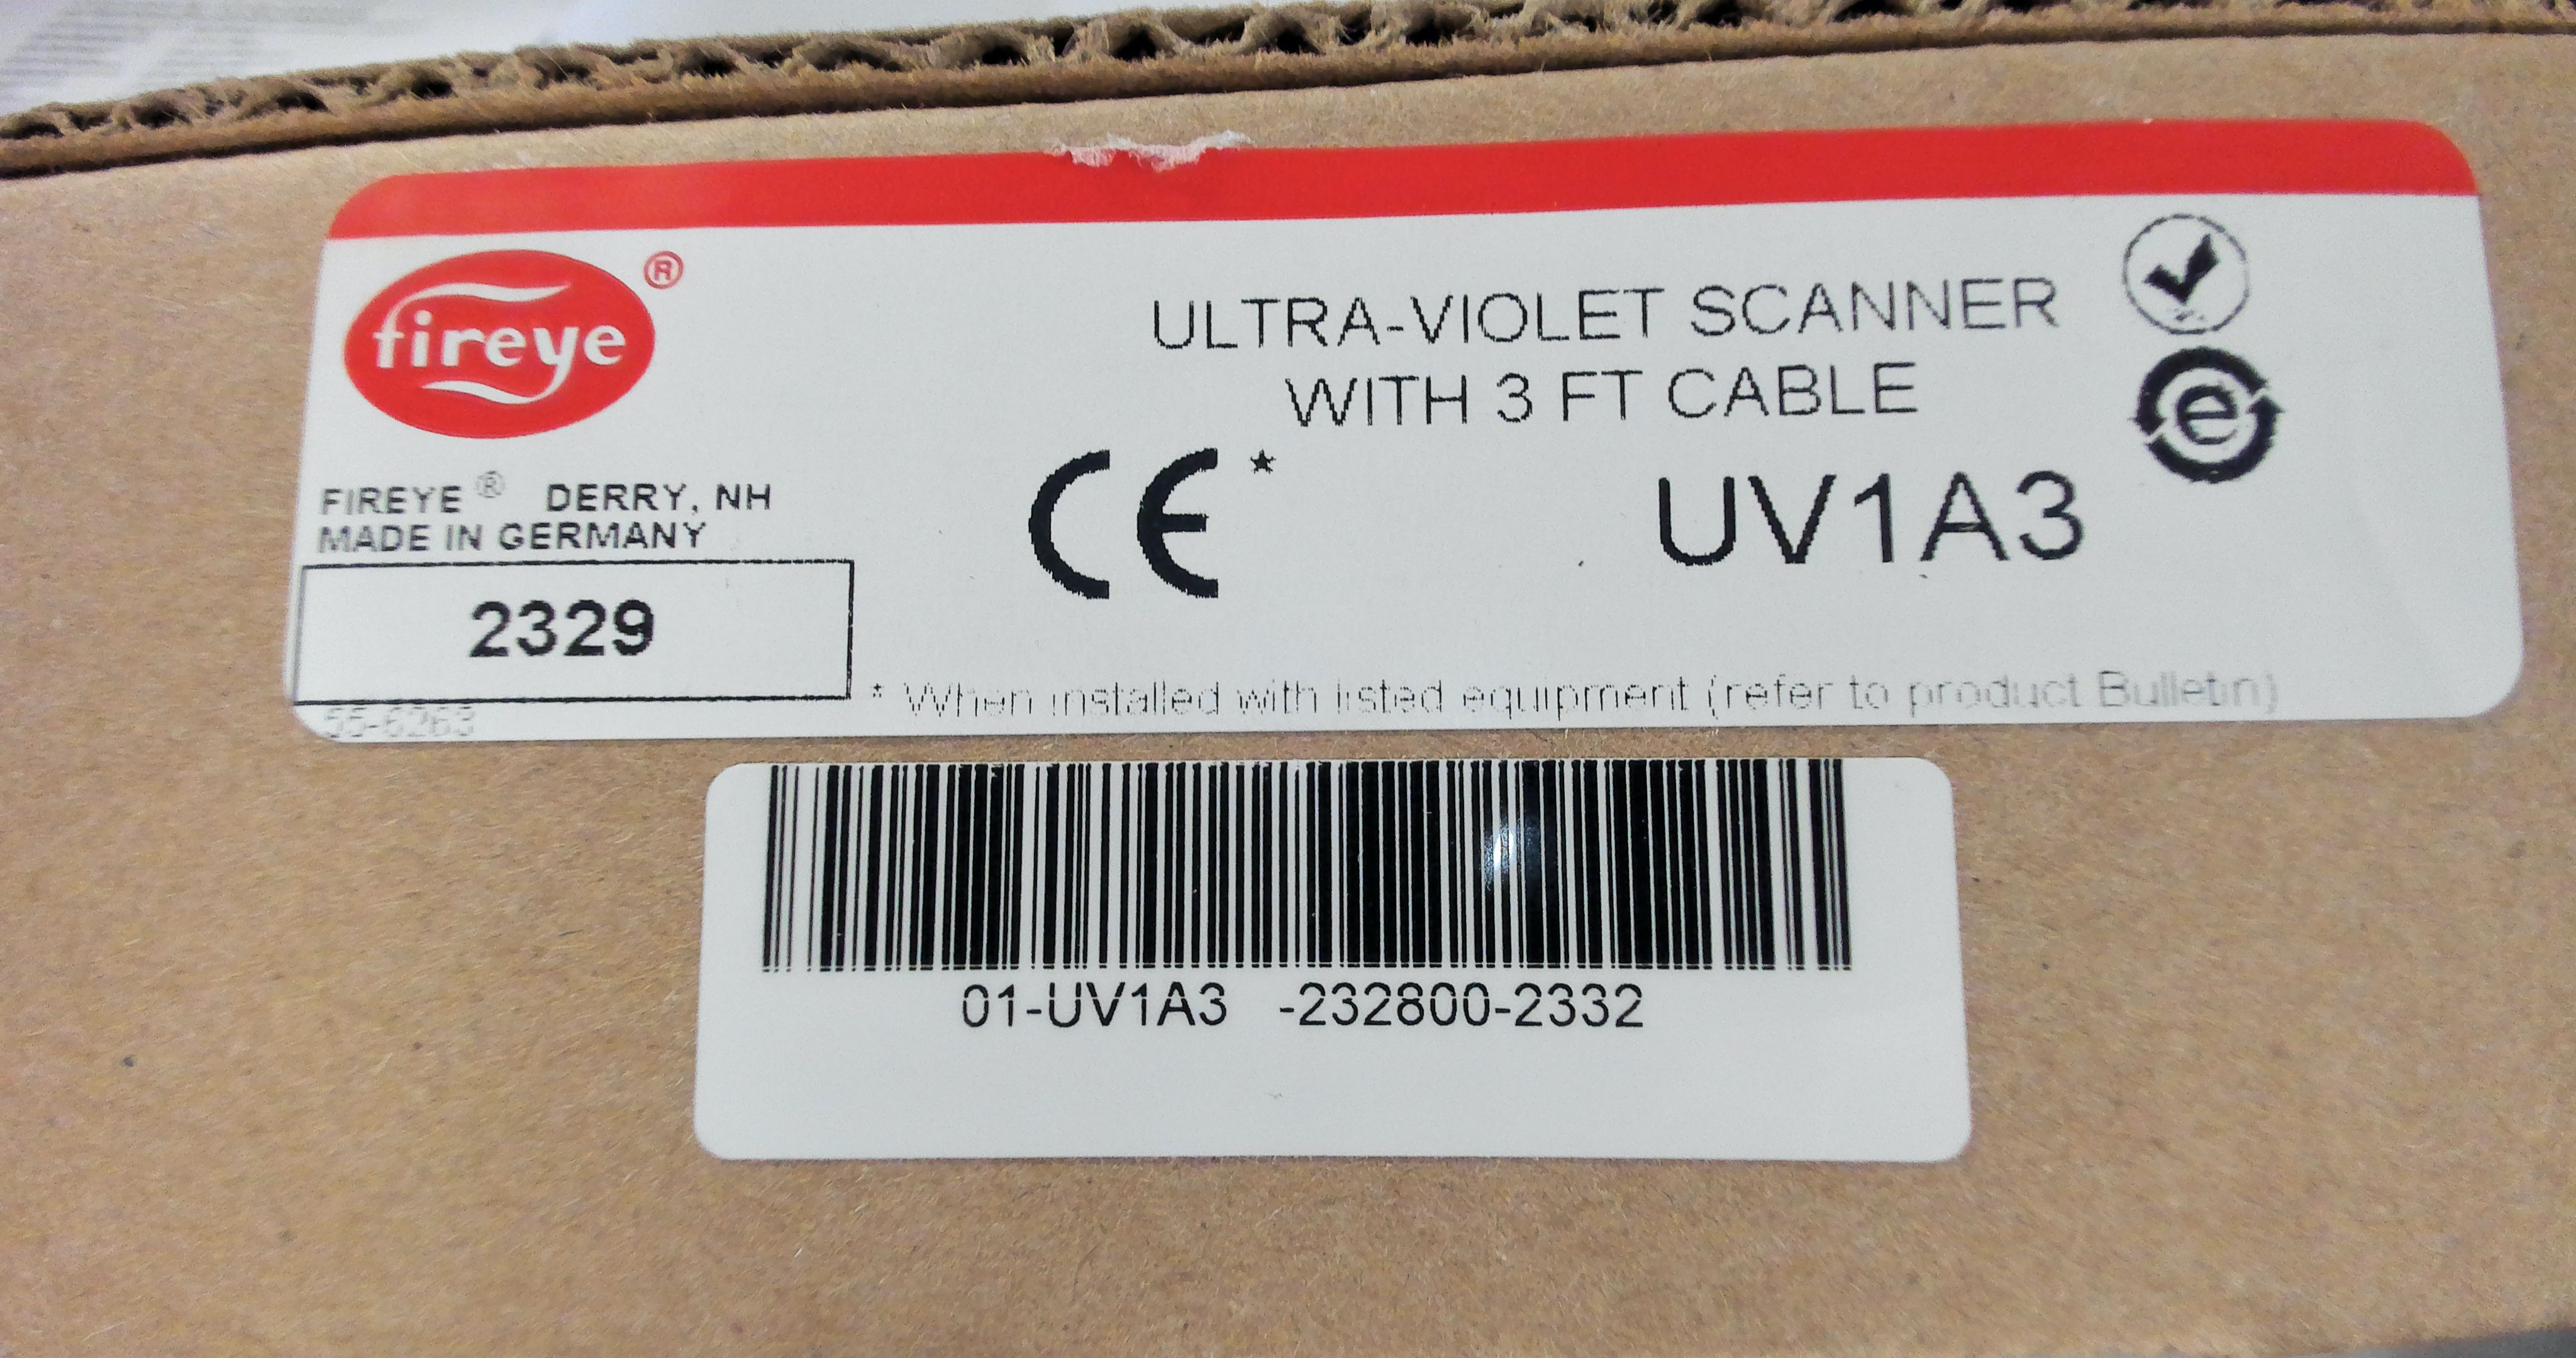 fireye ®
ULTRA-VIOLET SCANNER
WITH 3 FT CABLE
CE *
UV1A3
e
FIREYE ® DERRY, NH
MADE IN GERMANY
2329
* When installed with listed equipment (refer to product Bulletin)
55-6263
01-UV1A3 -232800-2332